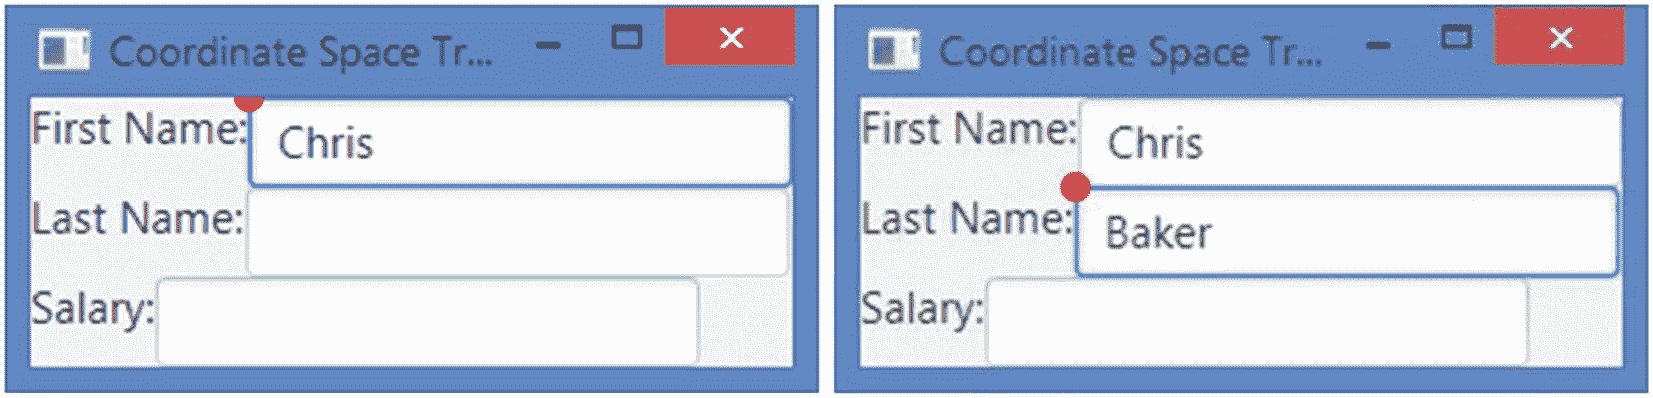 Coordinate Space Tr...
First Name: Chris
Last Name:
Salary:
Coordinate Space Tr...
First Name: Chris
Last Name: Baker
Salary: